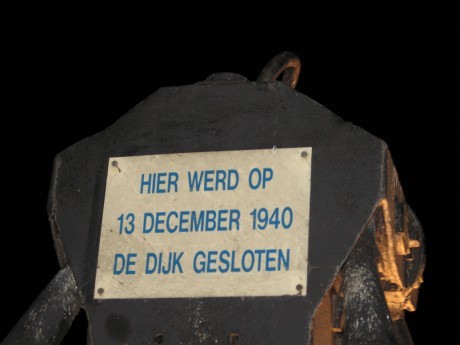 HIER WERD OP
13 DECEMBER 1940
DE DIJK GESLOTEN